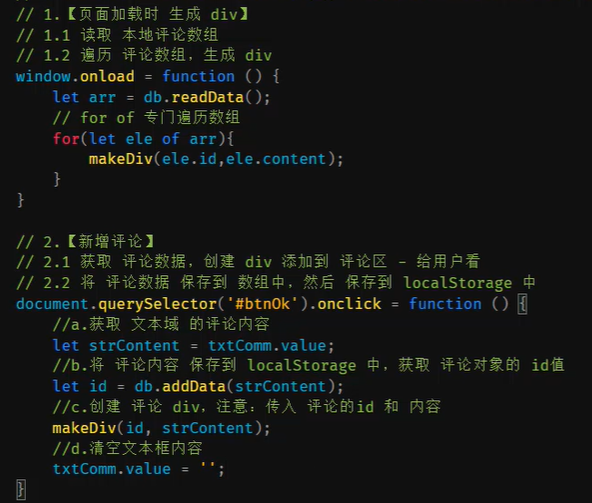 // 1.【页面加载时 生成 div】
// 1.1 读取 本地评论数组
// 1.2 遍历 评论数组，生成 div
window.onload = function () {
let arr = db.readData();
// for of 专门遍历数组
for(let ele of arr){
makeDiv(ele.id,ele.content);
}
}
// 2.【新增评论】
// 2.1 获取 评论数据，创建 div 添加到 评论区 - 给用户看
// 2.2 将 评论数据 保存到 数组中，然后 保存到 localStorage 中
document.querySelector('#btnOk').onclick = function () {
//a.获取 文本域 的评论内容
let strContent = txtComm.value;
//b.将 评论内容 保存到 localStorage 中，获取 评论对象的 id值
let id = db.addData(strContent);
//c.创建 评论 div，注意：传入 评论的id 和 内容
makeDiv(id, strContent);
//d.清空文本框内容
txtComm.value = '';
}